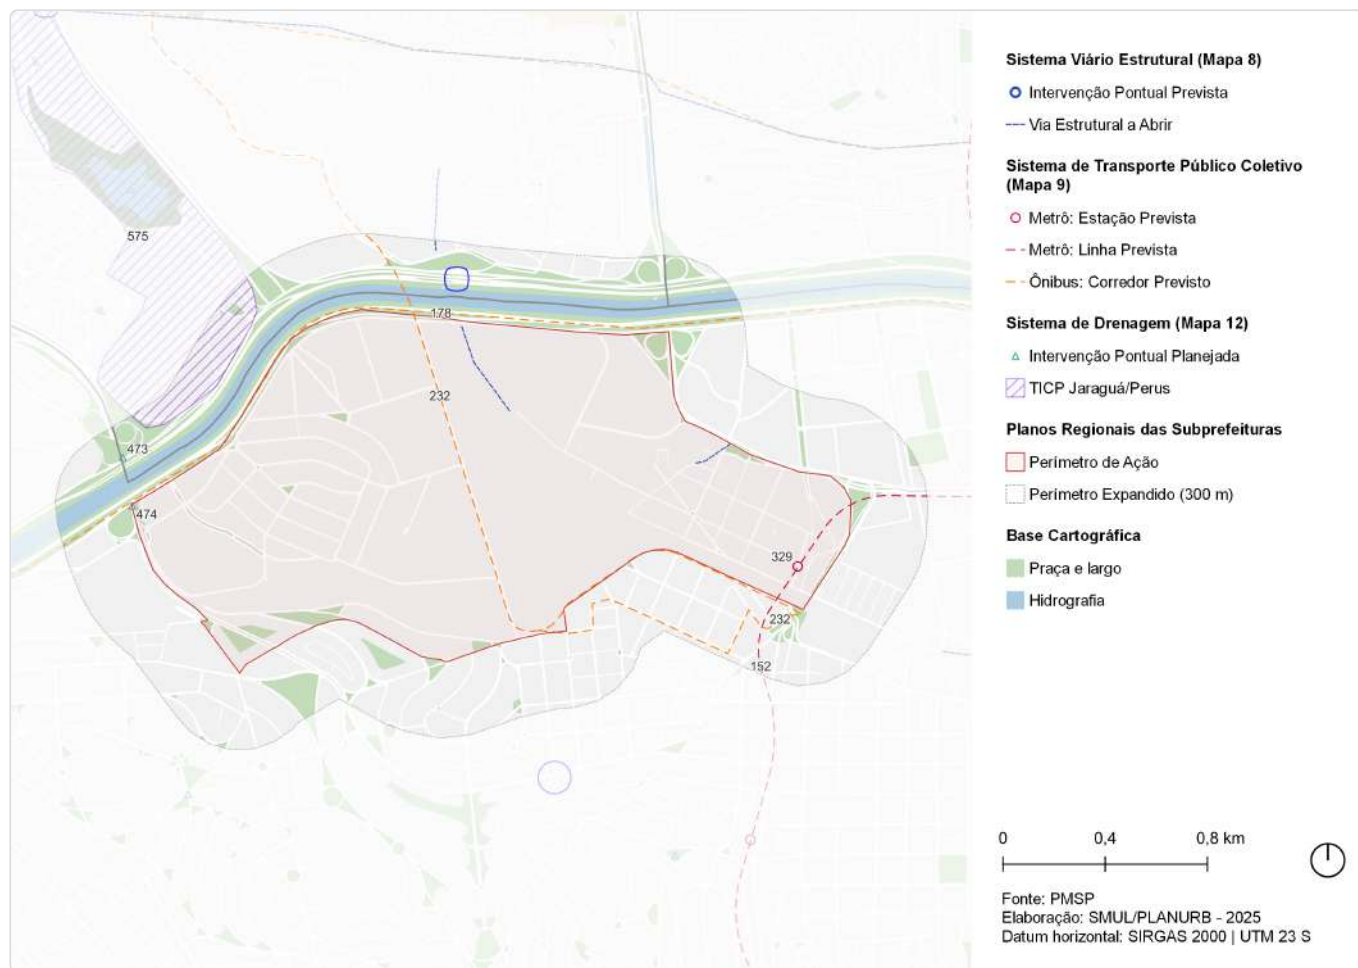 575
178
232
473
474
329
232
152
Sistema Viário Estrutural (Mapa 8)
Intervenção Pontual Prevista
Via Estrutural a Abrir
Sistema de Transporte Público Coletivo
(Mapa 9)
Metrô: Estação Prevista
Metrô: Linha Prevista
Ônibus: Corredor Previsto
Sistema de Drenagem (Mapa 12)
Intervenção Pontual Planejada
TICP Jaraguá/Perus
Planos Regionais das Subprefeituras
Perímetro de Ação
Perímetro Expandido (300 m)
Base Cartográfica
Praça e largo
Hidrografia
0 0,4 0,8 km
Fonte: PMSP
Elaboração: SMUL/PLANURB - 2025
Datum horizontal: SIRGAS 2000 | UTM 23 S